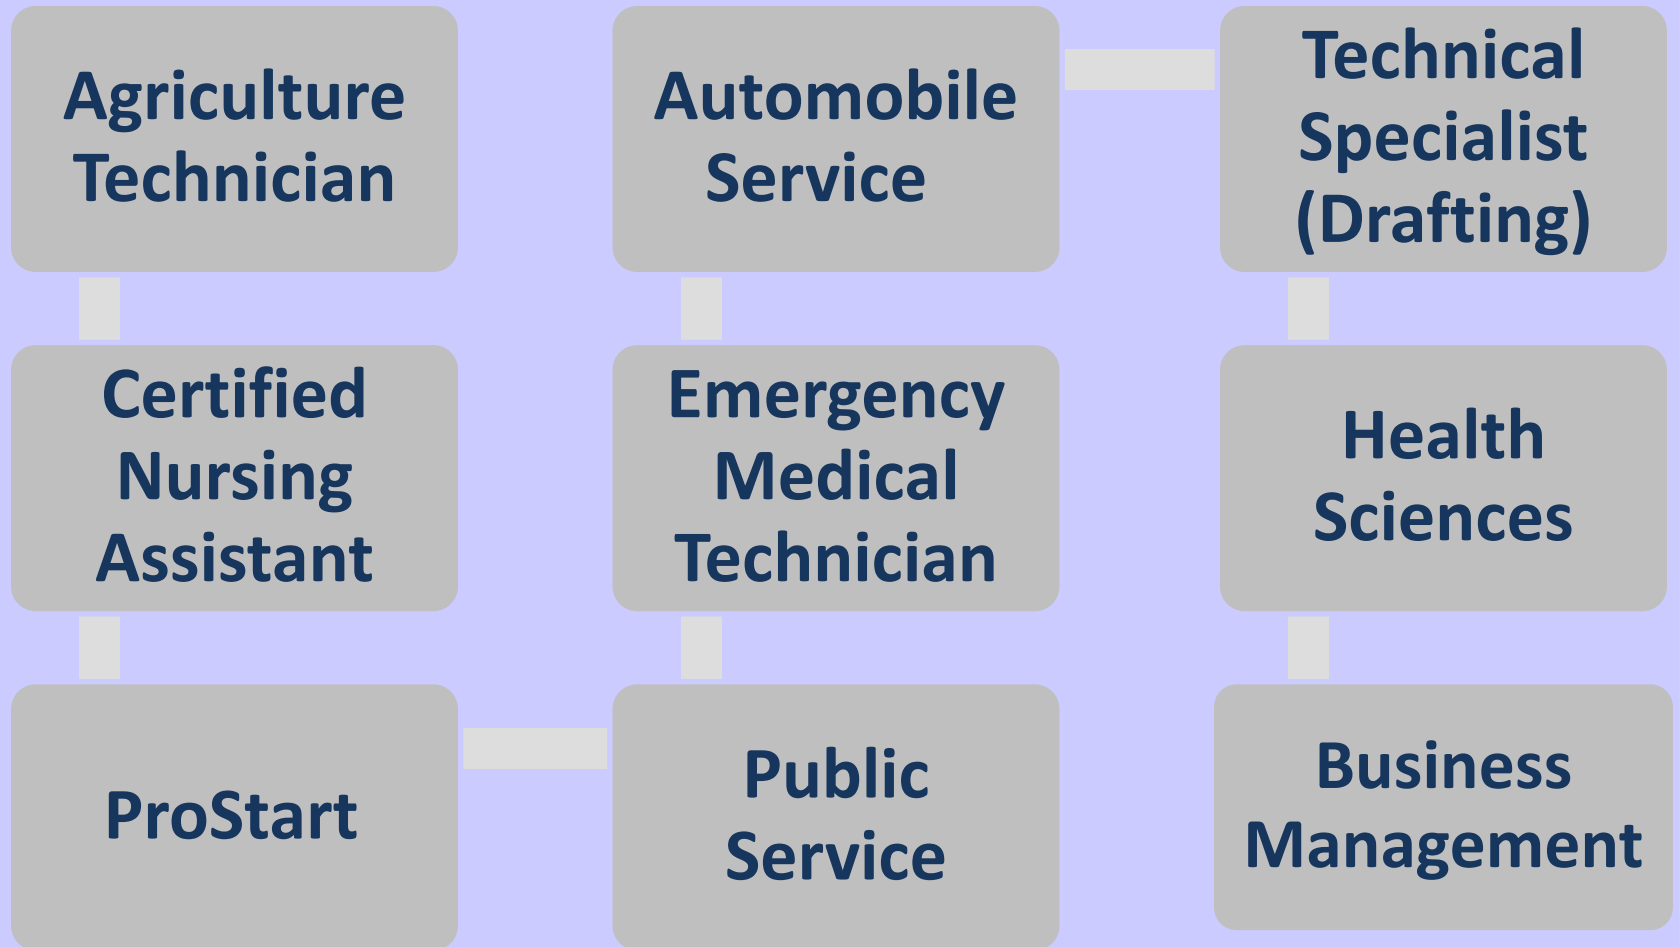 Agriculture
Technician
Certified
Nursing
Assistant
ProStart
Public
Service
Emergency
Medical
Technician
Automobile
Service
Technical
Specialist
(Drafting)
Health
Sciences
Business
Management